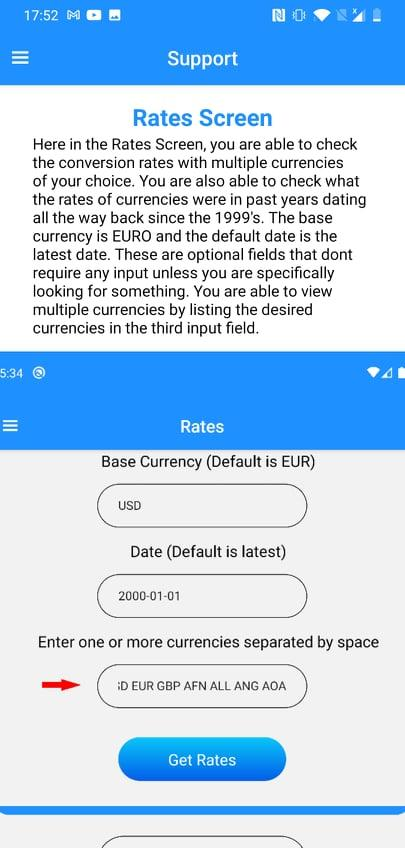 17:52
Support
Rates Screen
Here in the Rates Screen, you are able to check
the conversion rates with multiple currencies
of your choice. You are also able to check what
the rates of currencies were in past years dating
all the way back since the 1999's. The base
currency is EURO and the default date is the
latest date. These are optional fields that dont
require any input unless you are specifically
looking for something. You are able to view
multiple currencies by listing the desired
currencies in the third input field.
5:34
Rates
Base Currency (Default is EUR)
USD
Date (Default is latest)
2000-01-01
Enter one or more currencies separated by space
EUR GBP AFN ALL ANG AOA
Get Rates